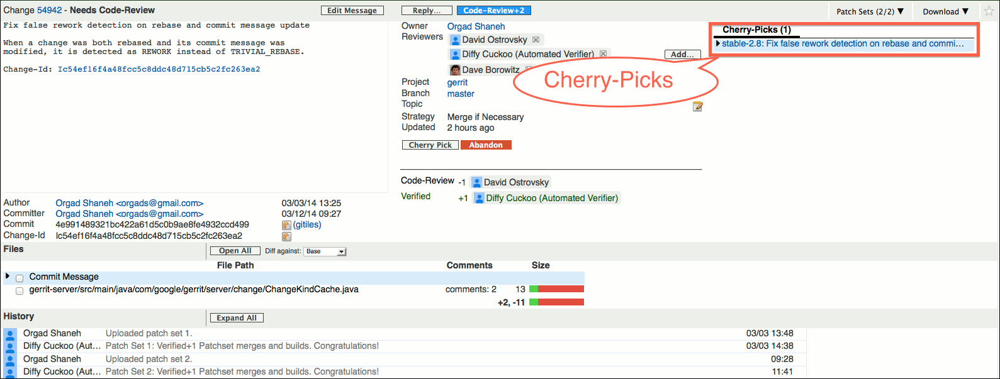 Change 54942 - Needs Code-Review
Edit Message
Reply...
Code-Review+2
Patch Sets (2/2) ▼
Download ▼
Fix false rework detection on rebase and commit message update
When a change was both rebased and its commit message was
modified, it is detected as REWORK instead of TRIVIAL_REBASE.
Change-Id: Ic54ef16f4a48fcc5c8ddc48d715cb5c2fc263ea2
Owner Orgad Shaneh
Reviewers David Ostrovsky
Diffy Cuckoo (Automated Verifier)
Add...
Dave Borowitz
Project gerrit
Branch master
Topic
Strategy Merge if Necessary
Updated 2 hours ago
Cherry Pick
Abandon
Cherry-Picks (1)
stable-2.8: Fix false rework detection on rebase and commi...
Cherry-Picks
Code-Review -1 David Ostrovsky
Verified +1 Diffy Cuckoo (Automated Verifier)
Author Orgad Shaneh <orgads@gmail.com> 03/03/14 13:25
Committer Orgad Shaneh <orgads@gmail.com> 03/12/14 09:27
Commit 4e991489321bc422a61d5c0b9ae8fe4932ccd499 (gitiles)
Change-Id Ic54ef16f4a48fcc5c8ddc48d715cb5c2fc263ea2
Files
Open All
Diff against: Base
File Path Comments Size
Commit Message
gerrit-server/src/main/java/com/google/gerrit/server/change/ChangeKindCache.java comments: 2 13
+2, -11
History
Expand All
Orgad Shaneh Uploaded patch set 1. 03/03 13:48
Diffy Cuckoo (Aut... Patch Set 1: Verified+1 Patchset merges and builds. Congratulations! 03/03 14:38
Orgad Shaneh Uploaded patch set 2. 09:28
Diffy Cuckoo (Aut... Patch Set 2: Verified+1 Patchset merges and builds. Congratulations! 11:41